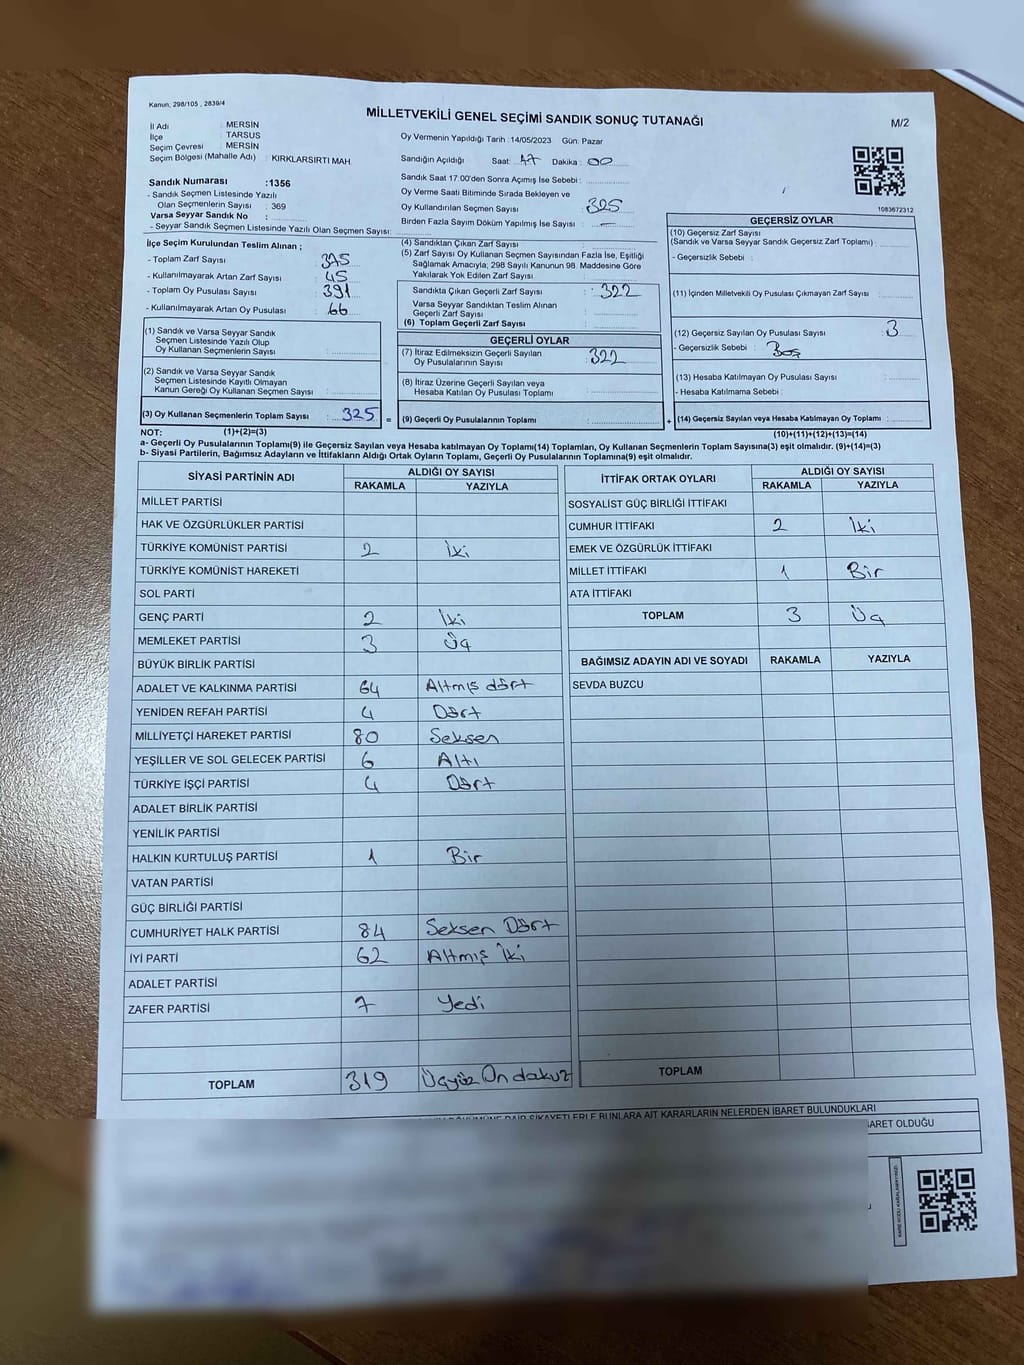 Kanun, 298/105 , 2839/4
MİLLETVEKİLİ GENEL SEÇİMİ SANDIK SONUÇ TUTANAĞI
M/2
İl Adı : MERSİN
İlçe : TARSUS
Seçim Çevresi : MERSİN
Seçim Bölgesi (Mahalle Adı) : KIRKLARSIRTI MAH.
Oy Vermenin Yapıldığı Tarih : 14/05/2023 Gün: Pazar
Sandığın Açıldığı Saat: 17 Dakika : 00
Sandık Saat 17:00'den Sonra Açımış İse Sebebi :
Oy Verme Saati Bitiminde Sırada Bekleyen ve
Oy Kullandırılan Seçmen Sayısı : 325
Birden Fazla Sayım Döküm Yapılmış İse Sayısı : —
1083672312
Sandık Numarası :1356
- Sandık Seçmen Listesinde Yazılı
Olan Seçmenlerin Sayısı : 369
Varsa Seyyar Sandık No :
- Seyyar Sandık Seçmen Listesinde Yazılı Olan Seçmen Sayısı:
İlçe Seçim Kurulundan Teslim Alınan ;
- Toplam Zarf Sayısı : 375
- Kullanılmayarak Artan Zarf Sayısı : 45
- Toplam Oy Pusulası Sayısı : 391
- Kullanılmayarak Artan Oy Pusulası : 66
(1) Sandık ve Varsa Seyyar Sandık
Seçmen Listesinde Yazılı Olup
Oy Kullanan Seçmenlerin Sayısı :
(2) Sandık ve Varsa Seyyar Sandık
Seçmen Listesinde Kayıtlı Olmayan
Kanun Gereği Oy Kullanan Seçmen Sayısı :
(3) Oy Kullanan Seçmenlerin Toplam Sayısı : 325
(4) Sandıktan Çıkan Zarf Sayısı :
(5) Zarf Sayısı Oy Kullanan Seçmen Sayısından Fazla İse, Eşitliği
Sağlamak Amacıyla; 298 Sayılı Kanunun 98. Maddesine Göre
Yakılarak Yok Edilen Zarf Sayısı :
Sandıkta Çıkan Geçerli Zarf Sayısı : 322
Varsa Seyyar Sandıktan Teslim Alınan
Geçerli Zarf Sayısı :
(6) Toplam Geçerli Zarf Sayısı :
GEÇERLİ OYLAR
(7) İtiraz Edilmeksizin Geçerli Sayılan
Oy Pusulalarının Sayısı : 322
(8) İtiraz Üzerine Geçerli Sayılan veya
Hesaba Katılan Oy Pusulası Toplamı :
= (9) Geçerli Oy Pusulalarının Toplamı :
GEÇERSİZ OYLAR
(10) Geçersiz Zarf Sayısı
(Sandık ve Varsa Seyyar Sandık Geçersiz Zarf Toplamı) :
- Geçersizlik Sebebi :
(11) İçinden Milletvekili Oy Pusulası Çıkmayan Zarf Sayısı :
(12) Geçersiz Sayılan Oy Pusulası Sayısı : 3
- Geçersizlik Sebebi : Boş
(13) Hesaba Katılmayan Oy Pusulası Sayısı :
- Hesaba Katılmama Sebebi :
+ (14) Geçersiz Sayılan veya Hesaba Katılmayan Oy Toplamı :
NOT: (1)+(2)=(3)
(10)+(11)+(12)+(13)=(14)
a- Geçerli Oy Pusulalarının Toplamı(9) ile Geçersiz Sayılan veya Hesaba katılmayan Oy Toplamı(14) Toplamları, Oy Kullanan Seçmenlerin Toplam Sayısına(3) eşit olmalıdır. (9)+(14)=(3)
b- Siyasi Partilerin, Bağımsız Adayların ve İttifakların Aldığı Ortak Oyların Toplamı, Geçerli Oy Pusulalarının Toplamına(9) eşit olmalıdır.
SİYASİ PARTİNİN ADI ALDIĞI OY SAYISI
RAKAMLA YAZIYLA
MİLLET PARTİSİ
HAK VE ÖZGÜRLÜKLER PARTİSİ
TÜRKİYE KOMÜNİST PARTİSİ 2 İki
TÜRKİYE KOMÜNİST HAREKETİ
SOL PARTİ
GENÇ PARTİ 2 İki
MEMLEKET PARTİSİ 3 Üç
BÜYÜK BİRLİK PARTİSİ
ADALET VE KALKINMA PARTİSİ 64 Altmış dört
YENİDEN REFAH PARTİSİ 4 Dört
MİLLİYETÇİ HAREKET PARTİSİ 80 Seksen
YEŞİLLER VE SOL GELECEK PARTİSİ 6 Altı
TÜRKİYE İŞÇİ PARTİSİ 4 Dört
ADALET BİRLİK PARTİSİ
YENİLİK PARTİSİ
HALKIN KURTULUŞ PARTİSİ 1 Bir
VATAN PARTİSİ
GÜÇ BİRLİĞİ PARTİSİ
CUMHURİYET HALK PARTİSİ 84 Seksen Dört
İYİ PARTİ 62 Altmış İki
ADALET PARTİSİ
ZAFER PARTİSİ 7 Yedi
TOPLAM 319 Üçyüz On dokuz
İTTİFAK ORTAK OYLARI ALDIĞI OY SAYISI
RAKAMLA YAZIYLA
SOSYALİST GÜÇ BİRLİĞİ İTTİFAKI
CUMHUR İTTİFAKI 2 İki
EMEK VE ÖZGÜRLÜK İTTİFAKI
MİLLET İTTİFAKI 1 Bir
ATA İTTİFAKI
TOPLAM 3 Üç
BAĞIMSIZ ADAYIN ADI VE SOYADI RAKAMLA YAZIYLA
SEVDA BUZCU
TOPLAM
DAİR ŞİKAYETLERLE BUNLARA AİT KARARLARIN NELERDEN İBARET BULUNDUKLARI
BARET OLDUĞU